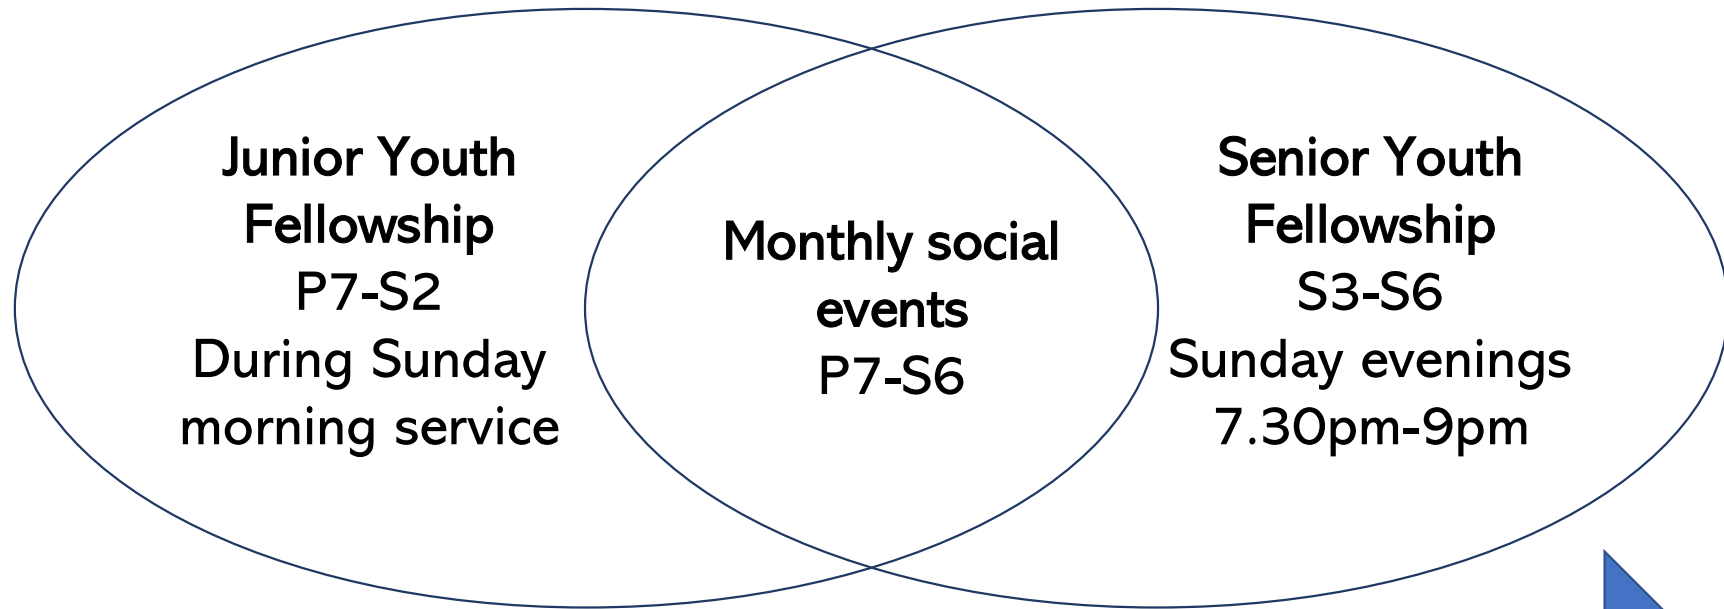 Junior Youth
Fellowship
P7-S2
During Sunday
morning service
Monthly social
events
P7-S6
Senior Youth
Fellowship
S3-S6
Sunday evenings
7.30pm-9pm